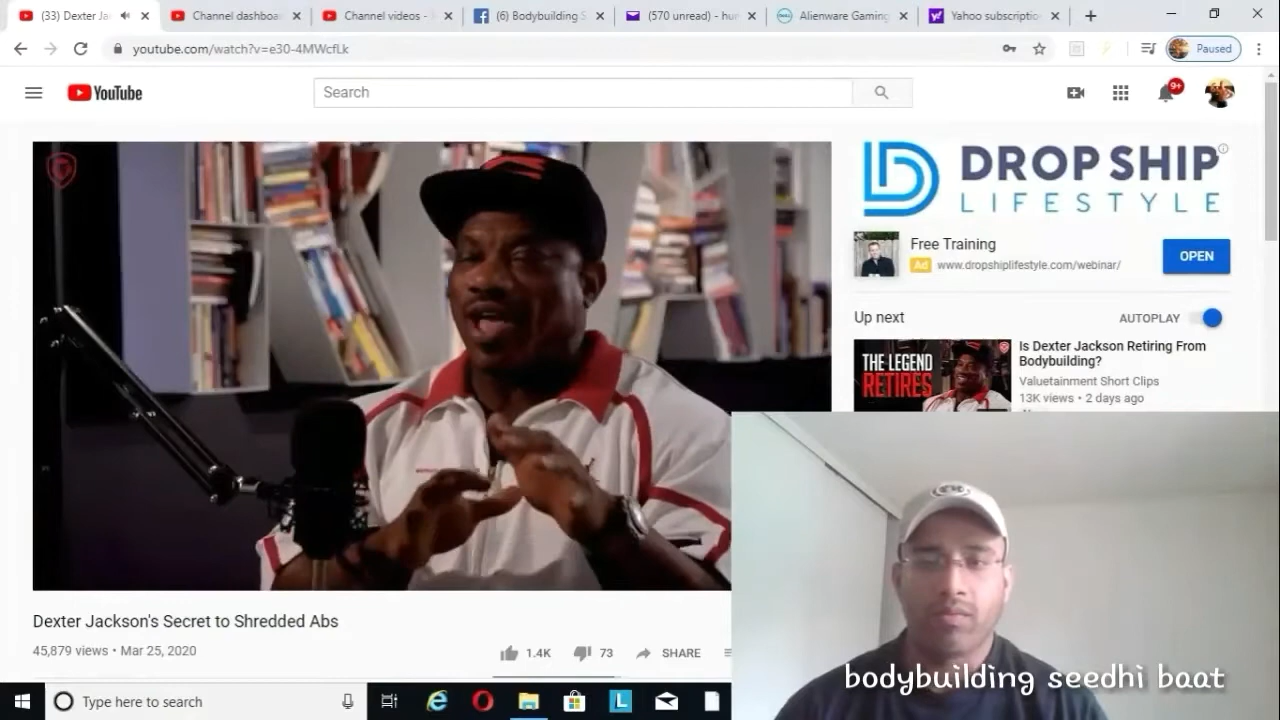 (33) Dexter Ja
Channel dashboa
Channel videos -
(6) Bodybuilding S
(570 unread) - hu
Alienware Gaming
Yahoo subscriptio
youtube.com/watch?v=e30-4MWcfLk
Paused
YouTube
Search
9+
DROP SHIP
LIFESTYLE
Free Training
Ad www.dropshiplifestyle.com/webinar/
OPEN
Up next
AUTOPLAY
THE LEGEND
RETIRES
Is Dexter Jackson Retiring From
Bodybuilding?
Valuetainment Short Clips
13K views • 2 days ago
Dexter Jackson's Secret to Shredded Abs
45,879 views • Mar 25, 2020
1.4K
73
SHARE
bodybuilding seedhi baat
Type here to search